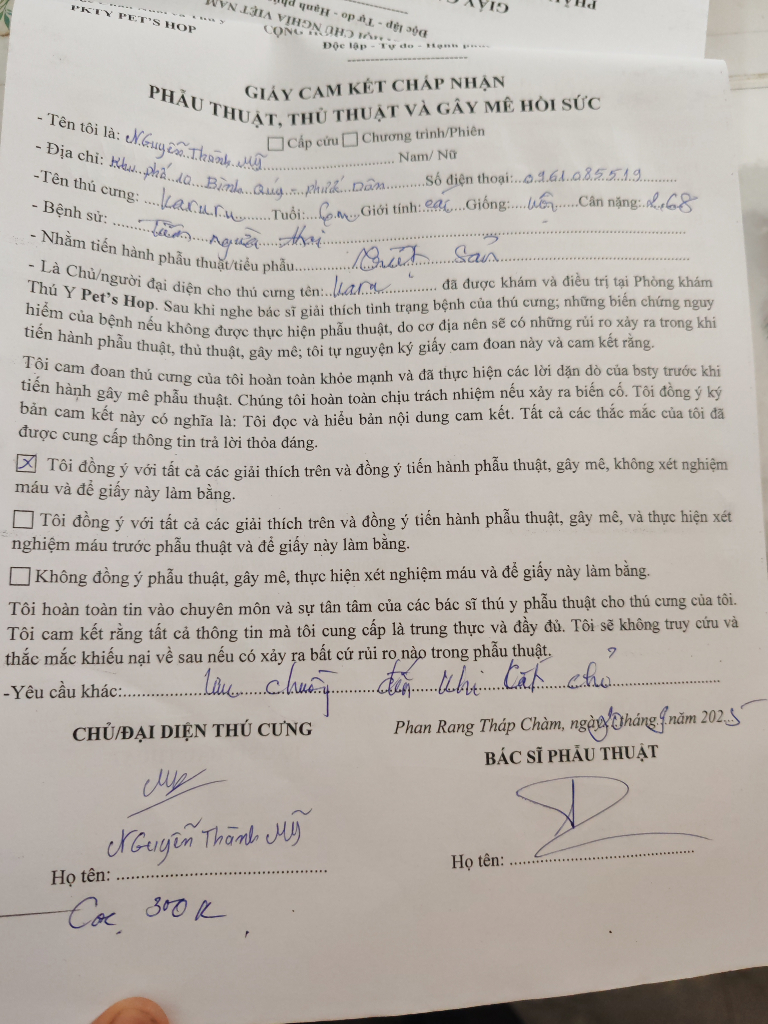 PKTY PET'S HOP
GIẤY
PH
CỘNG HÒA CHỦ NGHĨA VIỆT NAM
Độc lập - Tự do - Hạnh phúc
Độc lập - Tự do - Hạnh phúc
GIẤY CAM KẾT CHẤP NHẬN
PHẪU THUẬT, THỦ THUẬT VÀ GÂY MÊ HỒI SỨC
☐ Cấp cứu ☐ Chương trình/Phiên
- Tên tôi là: Nguyễn Thành Mỹ Nam/ Nữ
- Địa chỉ: Khu phố 10 Bình Quý - phước Dân Số điện thoại: 0961.085519
-Tên thú cưng: Karuru Tuổi: 6m Giới tính: cái Giống: Cân nặng: 2,68
- Bệnh sử:
- Nhằm tiến hành phẫu thuật/tiểu phẫu triệt sản
- Là Chủ/người đại diện cho thú cưng tên: Karu đã được khám và điều trị tại Phòng khám
Thú Y Pet's Hop. Sau khi nghe bác sĩ giải thích tình trạng bệnh của thú cưng; những biến chứng nguy
hiểm của bệnh nếu không được thực hiện phẫu thuật, do cơ địa nên sẽ có những rủi ro xảy ra trong khi
tiến hành phẫu thuật, thủ thuật, gây mê; tôi tự nguyện ký giấy cam đoan này và cam kết rằng.
Tôi cam đoan thú cưng của tôi hoàn toàn khỏe mạnh và đã thực hiện các lời dặn dò của bsty trước khi
tiến hành gây mê phẫu thuật. Chúng tôi hoàn toàn chịu trách nhiệm nếu xảy ra biến cố. Tôi đồng ý ký
bản cam kết này có nghĩa là: Tôi đọc và hiểu bản nội dung cam kết. Tất cả các thắc mắc của tôi đã
được cung cấp thông tin trả lời thỏa đáng.
☒ Tôi đồng ý với tất cả các giải thích trên và đồng ý tiến hành phẫu thuật, gây mê, không xét nghiệm
máu và để giấy này làm bằng.
☐ Tôi đồng ý với tất cả các giải thích trên và đồng ý tiến hành phẫu thuật, gây mê, và thực hiện xét
nghiệm máu trước phẫu thuật và để giấy này làm bằng.
☐ Không đồng ý phẫu thuật, gây mê, thực hiện xét nghiệm máu và để giấy này làm bằng.
Tôi hoàn toàn tin vào chuyên môn và sự tận tâm của các bác sĩ thú y phẫu thuật cho thú cưng của tôi.
Tôi cam kết rằng tất cả thông tin mà tôi cung cấp là trung thực và đầy đủ. Tôi sẽ không truy cứu và
thắc mắc khiếu nại về sau nếu có xảy ra bất cứ rủi ro nào trong phẫu thuật.
-Yêu cầu khác: lưu chuồng đến khi cắt chỉ
CHỦ/ĐẠI DIỆN THÚ CƯNG
Phan Rang Tháp Chàm, ngày 20 tháng 9 năm 2025
BÁC SĨ PHẪU THUẬT
Nguyễn Thành Mỹ
Họ tên:
Họ tên:
Cọc 300k